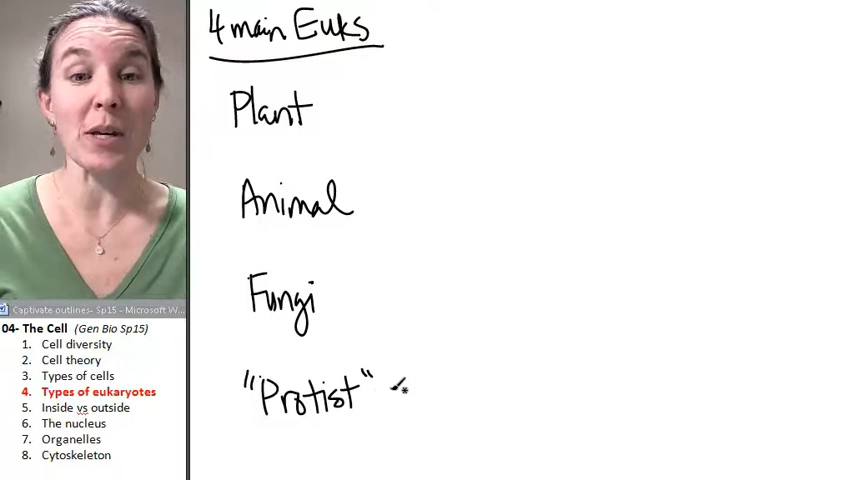 4 main Euks
Plant
Animal
Fungi
"Protist"
Captivate outlines- Sp15 - Microsoft W...
04- The Cell (Gen Bio Sp15)
1. Cell diversity
2. Cell theory
3. Types of cells
4. Types of eukaryotes
5. Inside vs outside
6. The nucleus
7. Organelles
8. Cytoskeleton